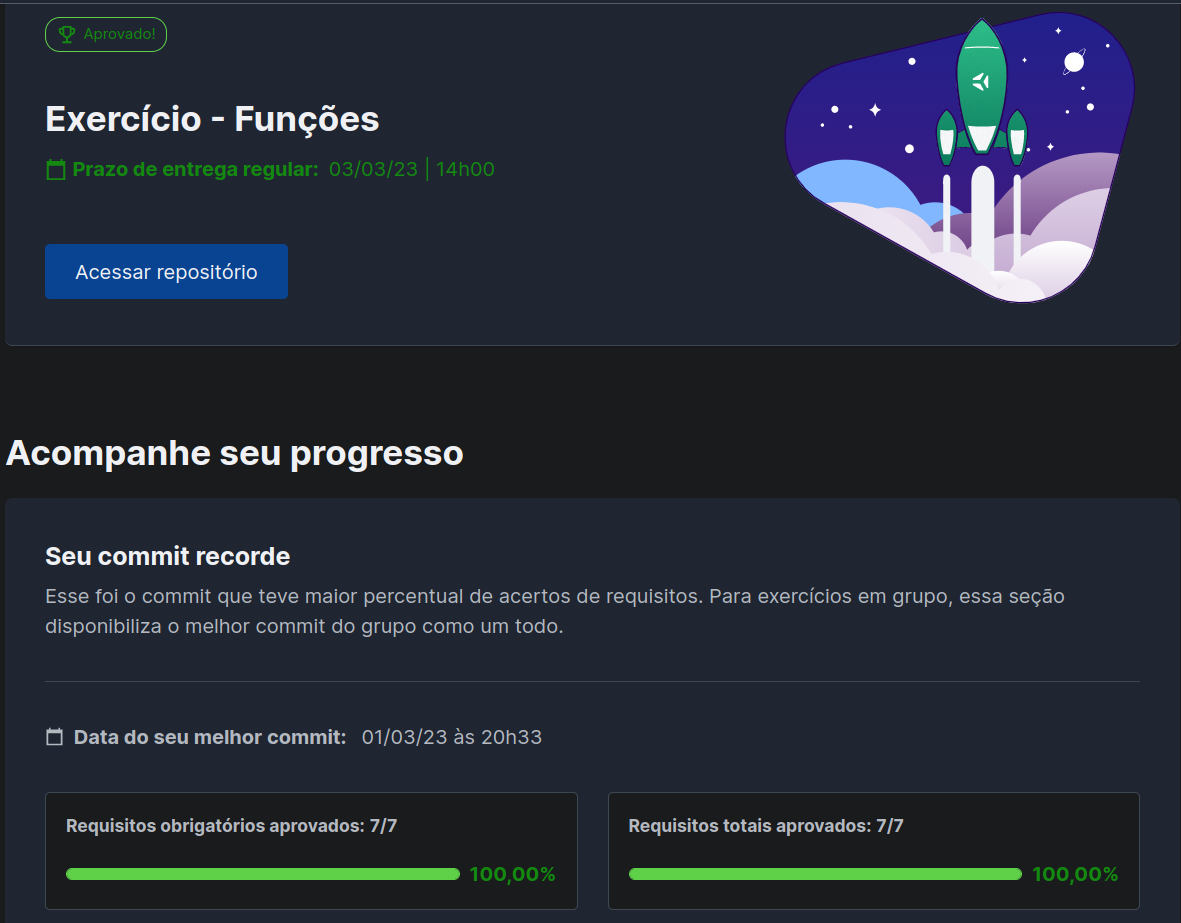 Aprovado!
Exercício - Funções
Prazo de entrega regular: 03/03/23 | 14h00
Acessar repositório
Acompanhe seu progresso
Seu commit recorde
Esse foi o commit que teve maior percentual de acertos de requisitos. Para exercícios em grupo, essa seção
disponibiliza o melhor commit do grupo como um todo.
Data do seu melhor commit: 01/03/23 às 20h33
Requisitos obrigatórios aprovados: 7/7
100,00%
Requisitos totais aprovados: 7/7
100,00%